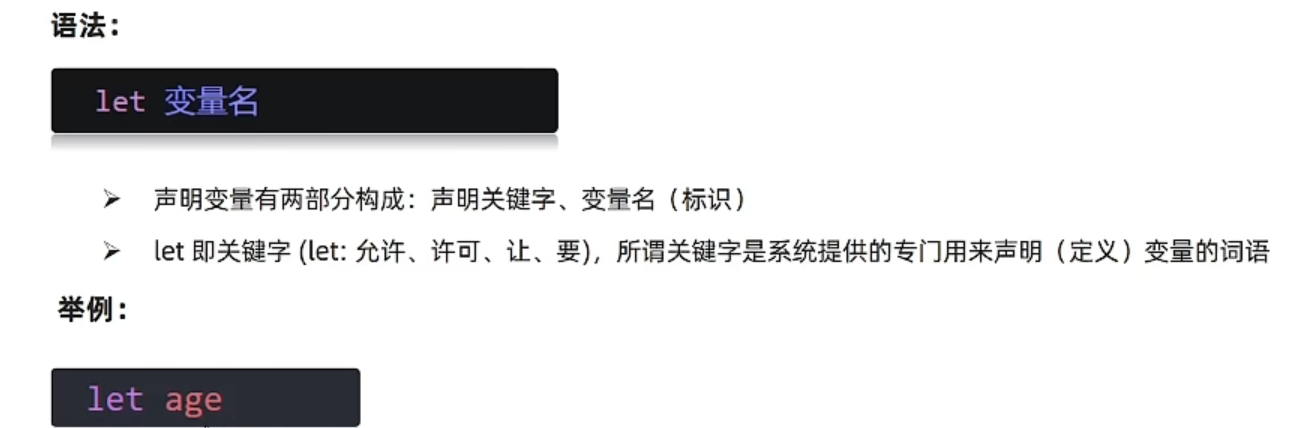 语法：
let 变量名
➢ 声明变量有两部分构成：声明关键字、变量名（标识）
➢ let 即关键字 (let: 允许、许可、让、要)，所谓关键字是系统提供的专门用来声明（定义）变量的词语
举例：
let age